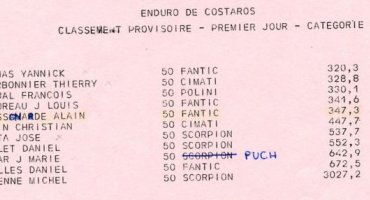 ENDURO DE COSTAROS
CLASSEMENT PROVISOIRE - PREMIER JOUR - CATEGORIE
AS YANNICK 50 FANTIC 320,3
RBONNIER THIERRY 50 CIMATI 328,8
UAL FRANCOIS 50 POLINI 330,1
UREAU J LOUIS 50 FANTIC 341,6
ALAIN 50 FANTIC 347,3
N CHRISTIAN 50 CIMATI 447,7
TA JOSE 50 SCORPION 537,7
LET DANIEL 50 SCORPION 552,3
AR J MARIE 50 SCORPION PUCH 642,9
LLES DANIEL 50 FANTIC 672,5
ENNE MICHEL 50 SCORPION 3027,2